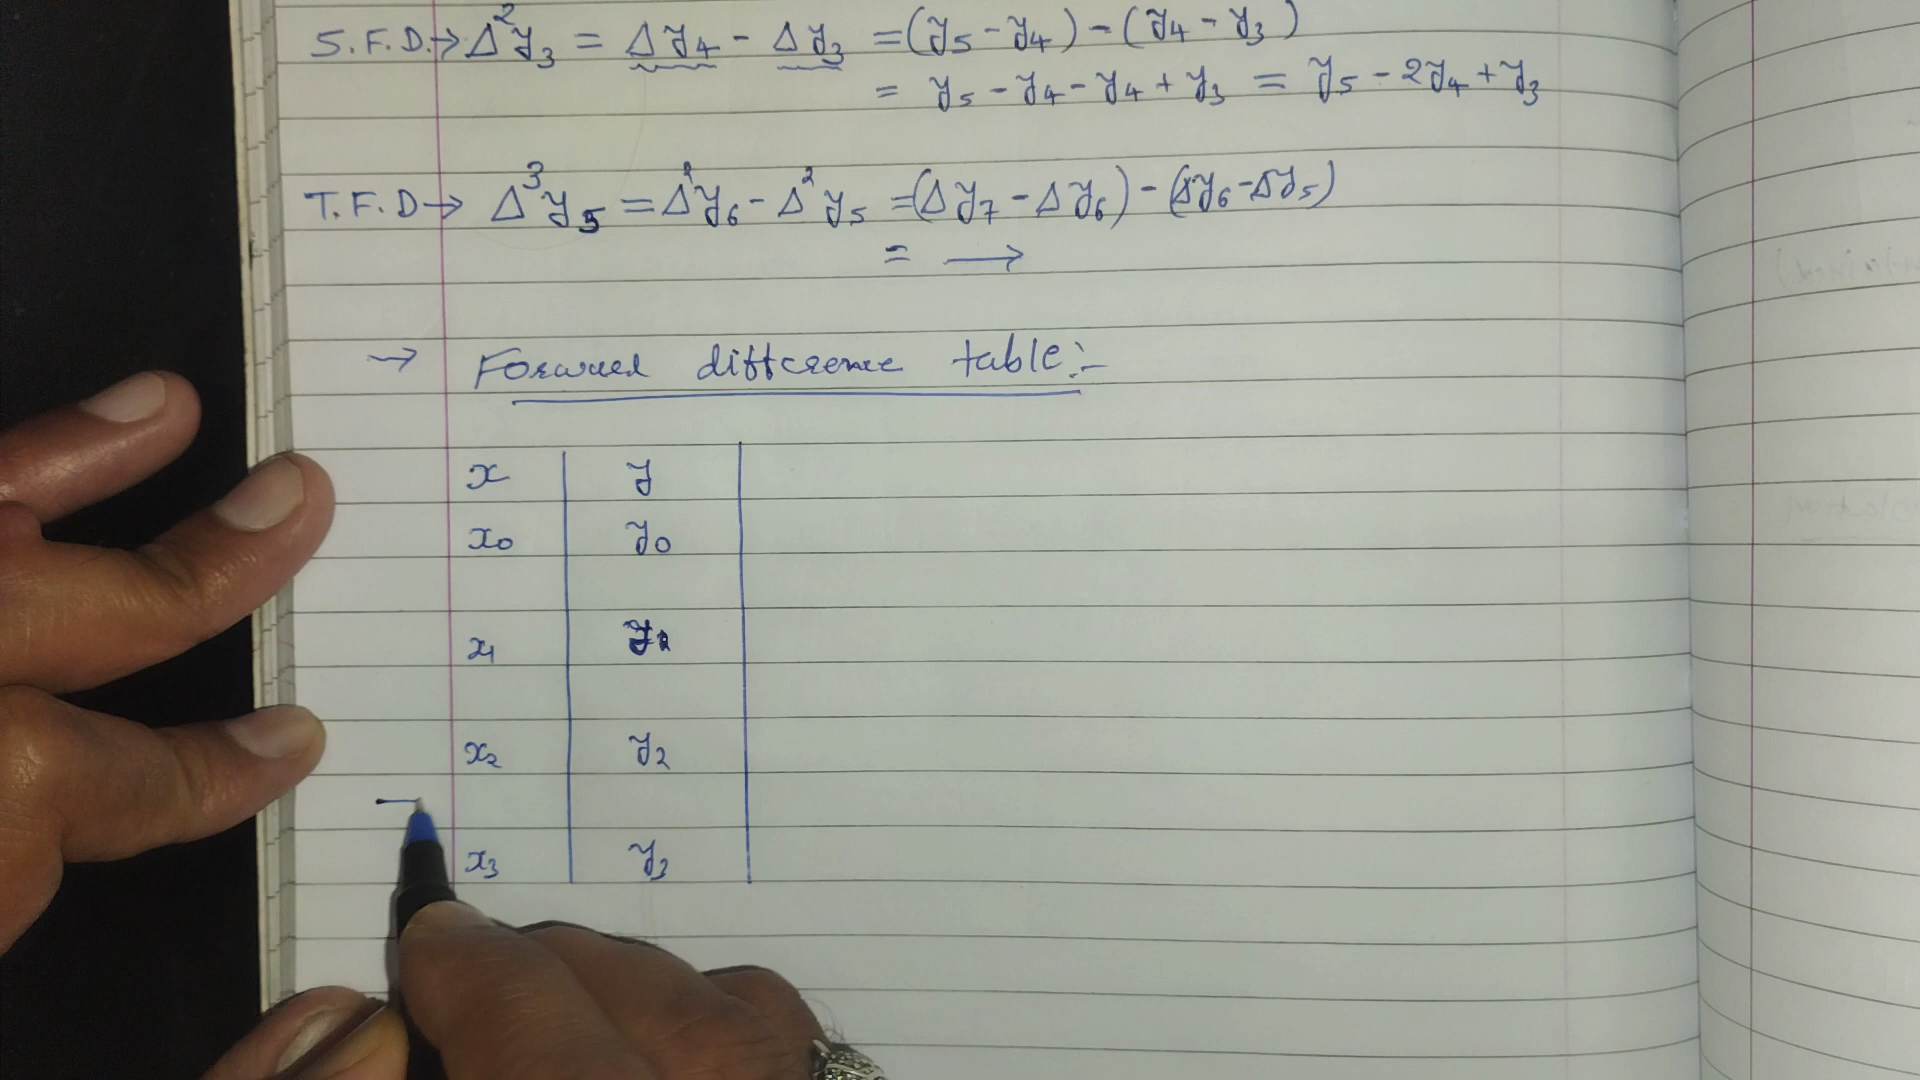 S.F.D.→ Δ²y₃ = Δy₄ - Δy₃ = (y₅ - y₄) - (y₄ - y₃)
= y₅ - y₄ - y₄ + y₃ = y₅ - 2y₄ + y₃
T.F.D→ Δ³y₅ = Δ²y₆ - Δ²y₅ = (Δy₇ - Δy₆) - (Δy₆ - Δy₅)
= →
→ Forward difference table:-
x y
x₀ y₀
x₁ y₁
x₂ y₂
x₃ y₃